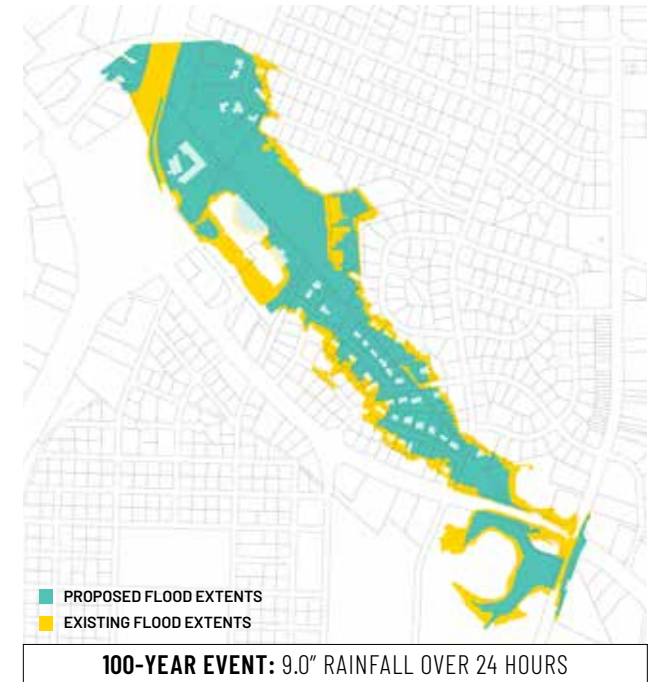 PROPOSED FLOOD EXTENTS
EXISTING FLOOD EXTENTS
100-YEAR EVENT: 9.0" RAINFALL OVER 24 HOURS